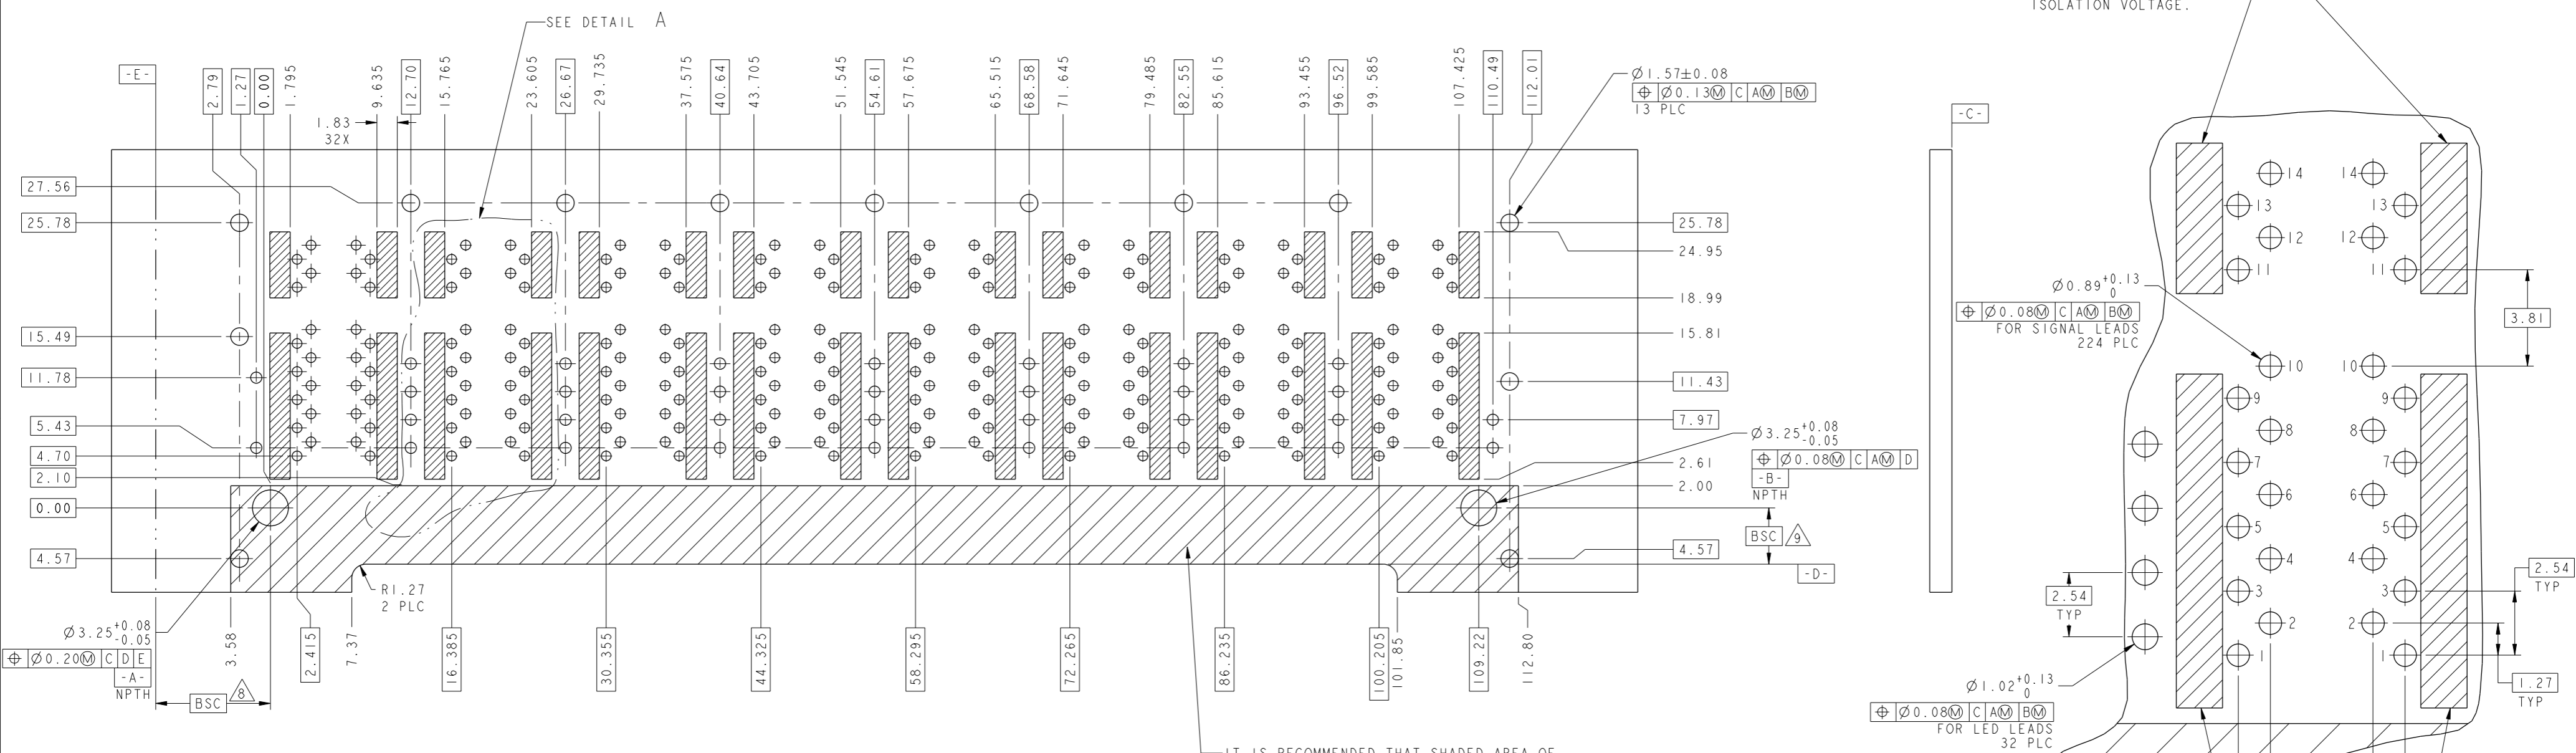 SEE DETAIL A
ISOLATION VOLTAGE.
-E-
2.79
1.27
0.00
1.795
9.635
12.70
15.765
23.605
26.67
29.735
37.575
40.64
43.705
51.545
54.61
57.675
65.515
68.58
71.645
79.485
82.55
85.615
93.455
96.52
99.585
107.425
110.49
112.01
1.83
32X
Ø1.57±0.08
⌖ Ø0.13Ⓜ C AⓂ BⓂ
13 PLC
-C-
27.56
25.78
15.49
11.78
5.43
4.70
2.10
0.00
4.57
25.78
24.95
18.99
15.81
11.43
7.97
2.61
2.00
4.57
Ø3.25 +0.08 -0.05
⌖ Ø0.08Ⓜ C AⓂ D
-B-
NPTH
BSC 9
-D-
R1.27
2 PLC
Ø3.25 +0.08 -0.05
⌖ Ø0.20Ⓜ C D E
-A-
NPTH
BSC 8
3.58
2.415
7.37
16.385
30.355
44.325
58.295
72.265
86.235
100.205
101.85
109.22
112.80
IT IS RECOMMENDED THAT SHADED AREA OF
14 14
13 13
12 12
11 11
10 10
9 9
8 8
7 7
6 6
5 5
4 4
3 3
2 2
1 1
Ø0.89 +0.13 0
⌖ Ø0.08Ⓜ C AⓂ BⓂ
FOR SIGNAL LEADS
224 PLC
3.81
2.54
TYP
2.54
TYP
1.27
TYP
Ø1.02 +0.13 0
⌖ Ø0.08Ⓜ C AⓂ BⓂ
FOR LED LEADS
32 PLC